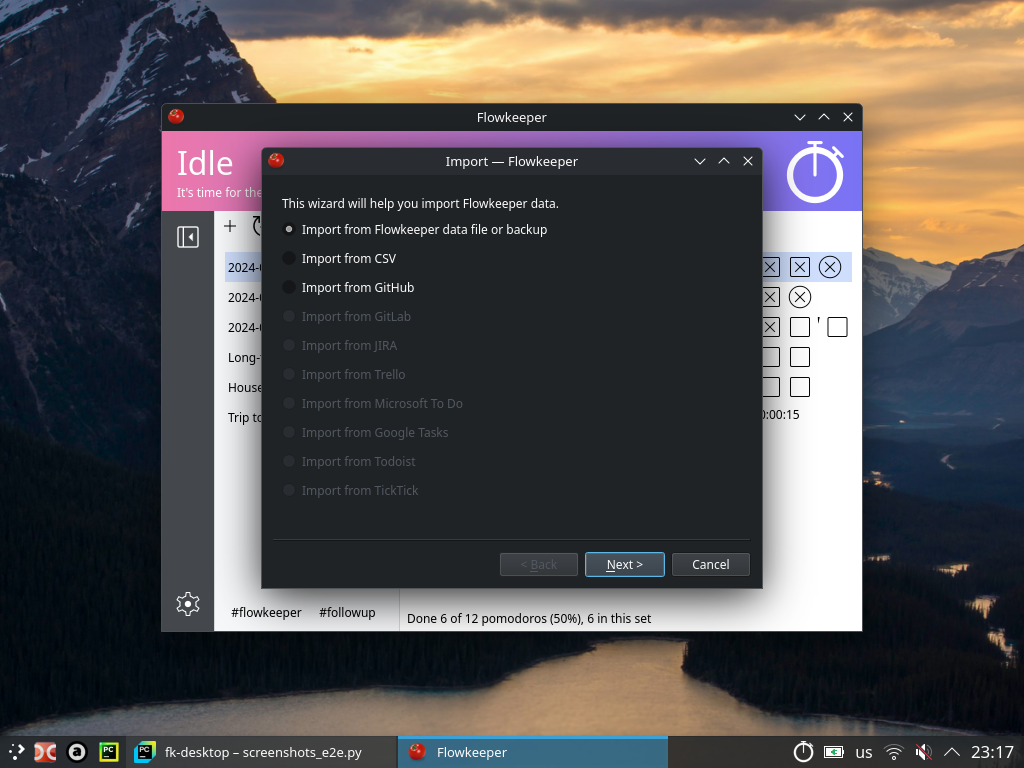 Flowkeeper
Idle
It's time for the
Import — Flowkeeper
This wizard will help you import Flowkeeper data.
Import from Flowkeeper data file or backup
Import from CSV
Import from GitHub
Import from GitLab
Import from JIRA
Import from Trello
Import from Microsoft To Do
Import from Google Tasks
Import from Todoist
Import from TickTick
< Back
Next >
Cancel
2024-
2024-
2024-
Long-
House
Trip to
0:00:15
#flowkeeper #followup
Done 6 of 12 pomodoros (50%), 6 in this set
a
PC
PC
fk-desktop – screenshots_e2e.py
Flowkeeper
us
23:17